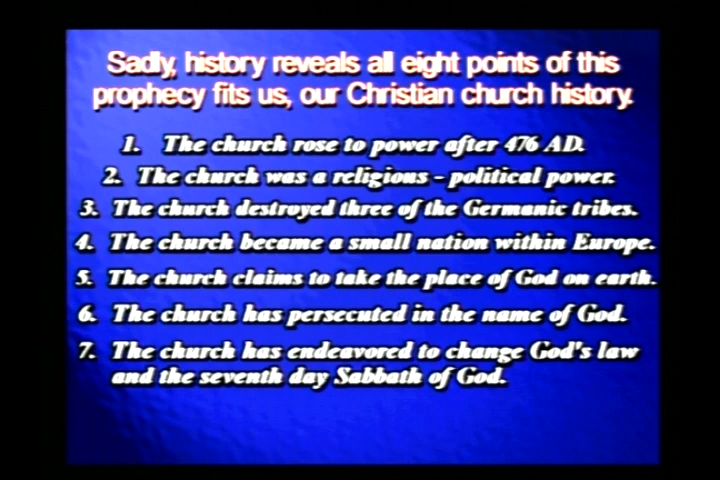 Sadly, history reveals all eight points of this
prophecy fits us, our Christian church history.
1. The church rose to power after 476 AD.
2. The church was a religious - political power.
3. The church destroyed three of the Germanic tribes.
4. The church became a small nation within Europe.
5. The church claims to take the place of God on earth.
6. The church has persecuted in the name of God.
7. The church has endeavored to change God's law
and the seventh day Sabbath of God.